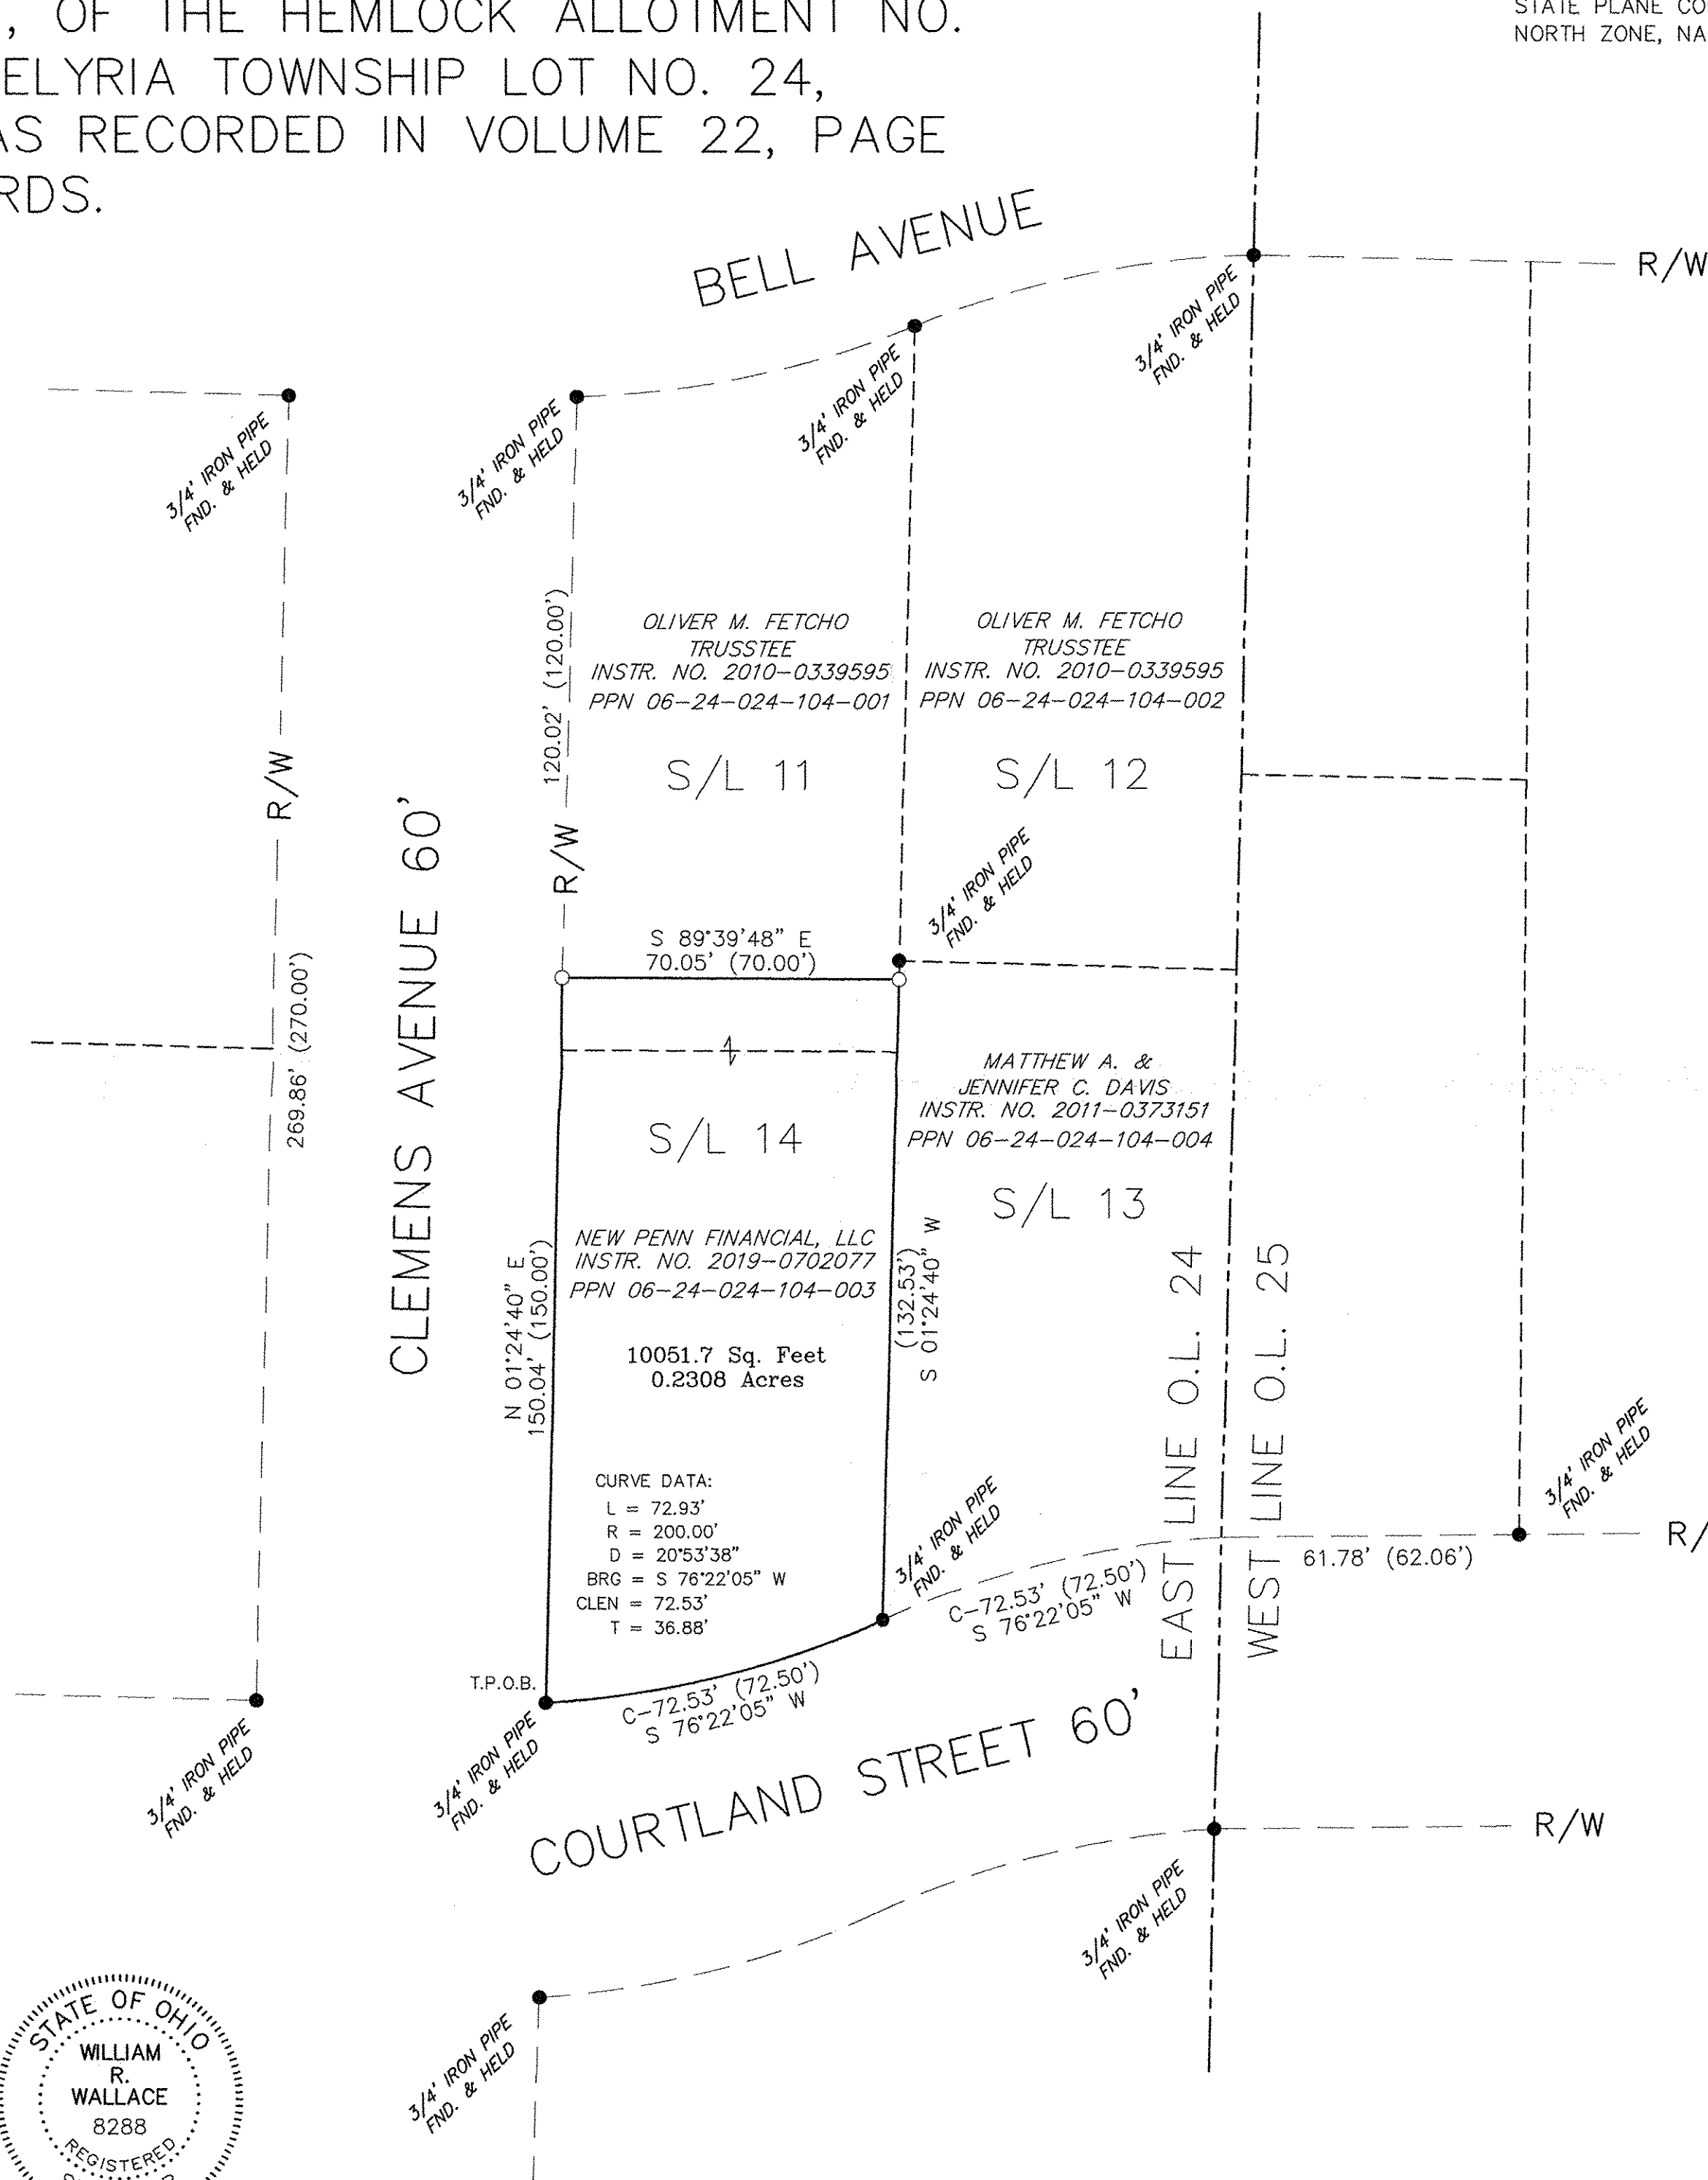 , OF THE HEMLOCK ALLOTMENT NO.
ELYRIA TOWNSHIP LOT NO. 24,
AS RECORDED IN VOLUME 22, PAGE
RDS.
STATE PLANE CO
NORTH ZONE, NA
BELL AVENUE
R/W
3/4' IRON PIPE
FND. & HELD
3/4' IRON PIPE
FND. & HELD
3/4' IRON PIPE
FND. & HELD
3/4' IRON PIPE
FND. & HELD
120.02' (120.00')
OLIVER M. FETCHO
TRUSSTEE
INSTR. NO. 2010-0339595
PPN 06-24-024-104-001
S/L 11
OLIVER M. FETCHO
TRUSSTEE
INSTR. NO. 2010-0339595
PPN 06-24-024-104-002
S/L 12
R/W
R/W
CLEMENS AVENUE 60'
269.86' (270.00')
3/4' IRON PIPE
FND. & HELD
S 89°39'48" E
70.05' (70.00')
S/L 14
NEW PENN FINANCIAL, LLC
INSTR. NO. 2019-0702077
PPN 06-24-024-104-003
10051.7 Sq. Feet
0.2308 Acres
N 01°24'40" E
150.04' (150.00')
(132.53')
S 01°24'40" W
MATTHEW A. &
JENNIFER C. DAVIS
INSTR. NO. 2011-0373151
PPN 06-24-024-104-004
S/L 13
EAST LINE O.L. 24
WEST LINE O.L. 25
CURVE DATA:
L = 72.93'
R = 200.00'
D = 20°53'38"
BRG = S 76°22'05" W
CLEN = 72.53'
T = 36.88'
3/4' IRON PIPE
FND. & HELD
3/4' IRON PIPE
FND. & HELD
R/
61.78' (62.06')
C-72.53' (72.50')
S 76°22'05" W
T.P.O.B.
C-72.53' (72.50')
S 76°22'05" W
3/4' IRON PIPE
FND. & HELD
3/4' IRON PIPE
FND. & HELD
COURTLAND STREET 60'
R/W
3/4' IRON PIPE
FND. & HELD
3/4' IRON PIPE
FND. & HELD
STATE OF OHIO
WILLIAM
R.
WALLACE
8288
REGISTERED